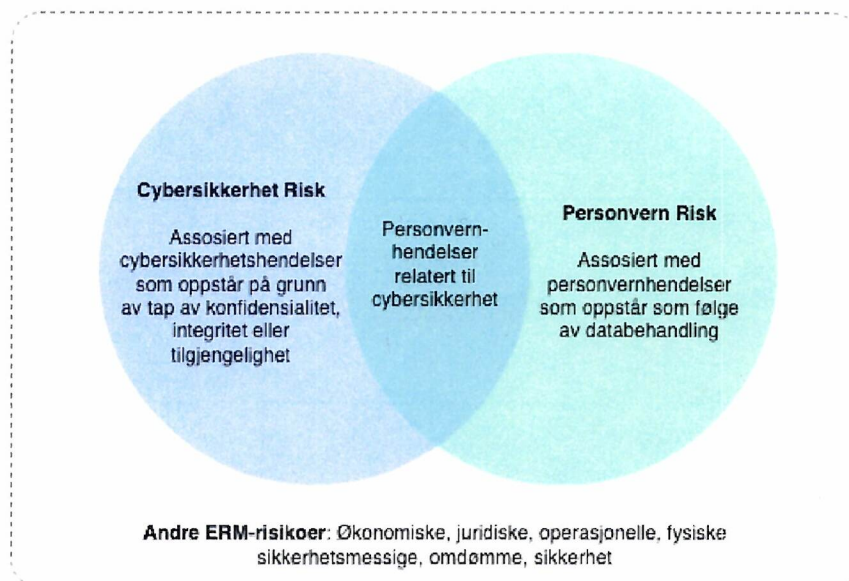 Cybersikkerhet Risk
Assosiert med
cybersikkerhetshendelser
som oppstår på grunn
av tap av konfidensialitet,
integritet eller
tilgjengelighet
Personvern-
hendelser
relatert til
cybersikkerhet
Personvern Risk
Assosiert med
personvernhendelser
som oppstår som følge
av databehandling
Andre ERM-risikoer: Økonomiske, juridiske, operasjonelle, fysiske
sikkerhetsmessige, omdømme, sikkerhet